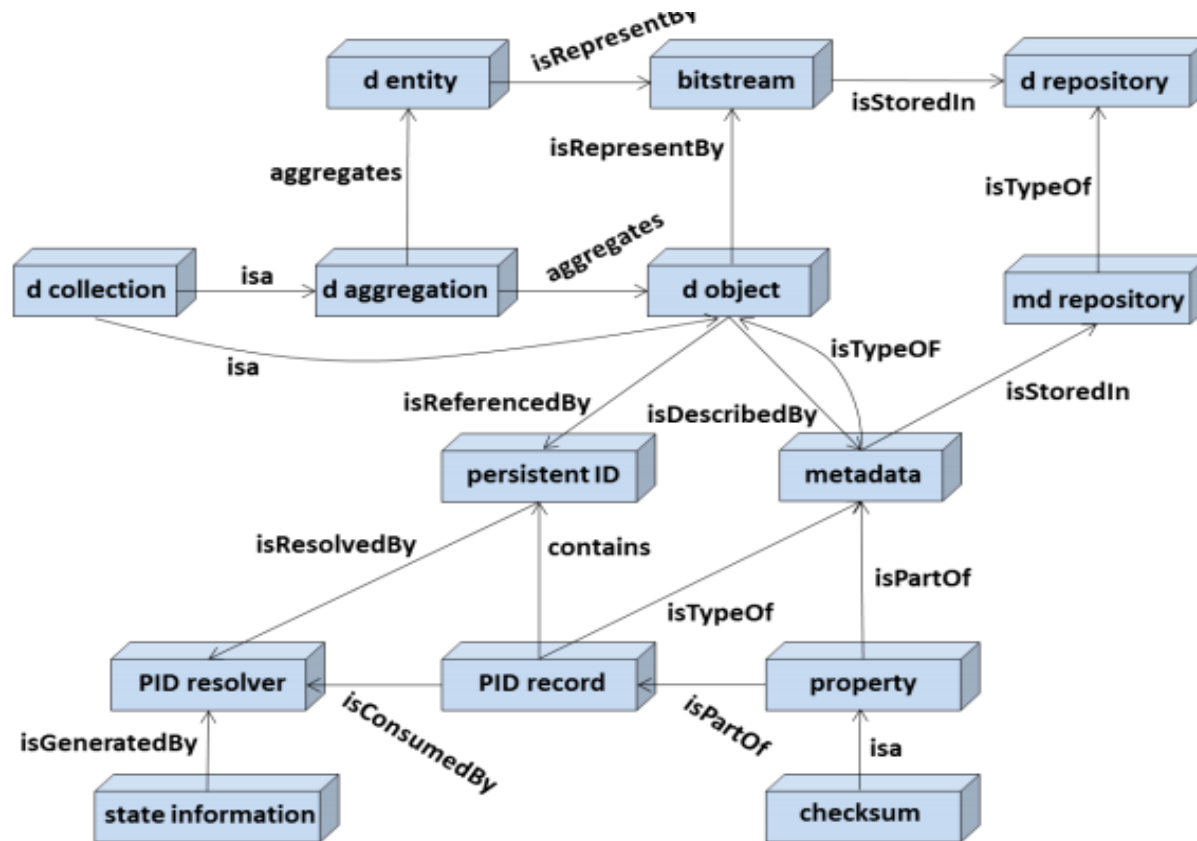 isRepresentBy
d entity
bitstream
d repository
isStoredIn
isRepresentBy
aggregates
isTypeOf
aggregates
d collection
isa
d aggregation
d object
md repository
isTypeOF
isa
isReferencedBy
isDescribedBy
isStoredIn
persistent ID
metadata
isResolvedBy
contains
isPartOf
isTypeOf
PID resolver
PID record
property
isGeneratedBy
isConsumedBy
isPartOf
isa
state information
checksum